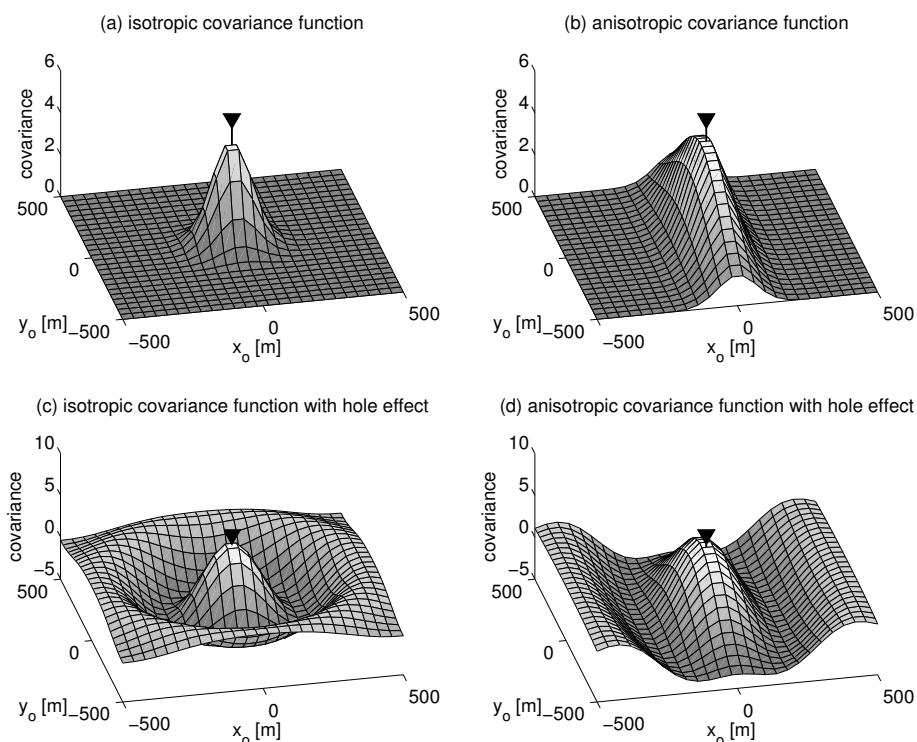 (a) isotropic covariance function
(b) anisotropic covariance function
6
4
2
0
covariance
500
0
−500
y_o [m]
−500
0
500
x_o [m]
6
4
2
0
covariance
500
0
−500
y_o [m]
−500
0
500
x_o [m]
(c) isotropic covariance function with hole effect
(d) anisotropic covariance function with hole effect
10
5
0
−5
covariance
500
0
−500
y_o [m]
−500
0
500
x_o [m]
10
5
0
−5
covariance
500
0
−500
y_o [m]
−500
0
500
x_o [m]